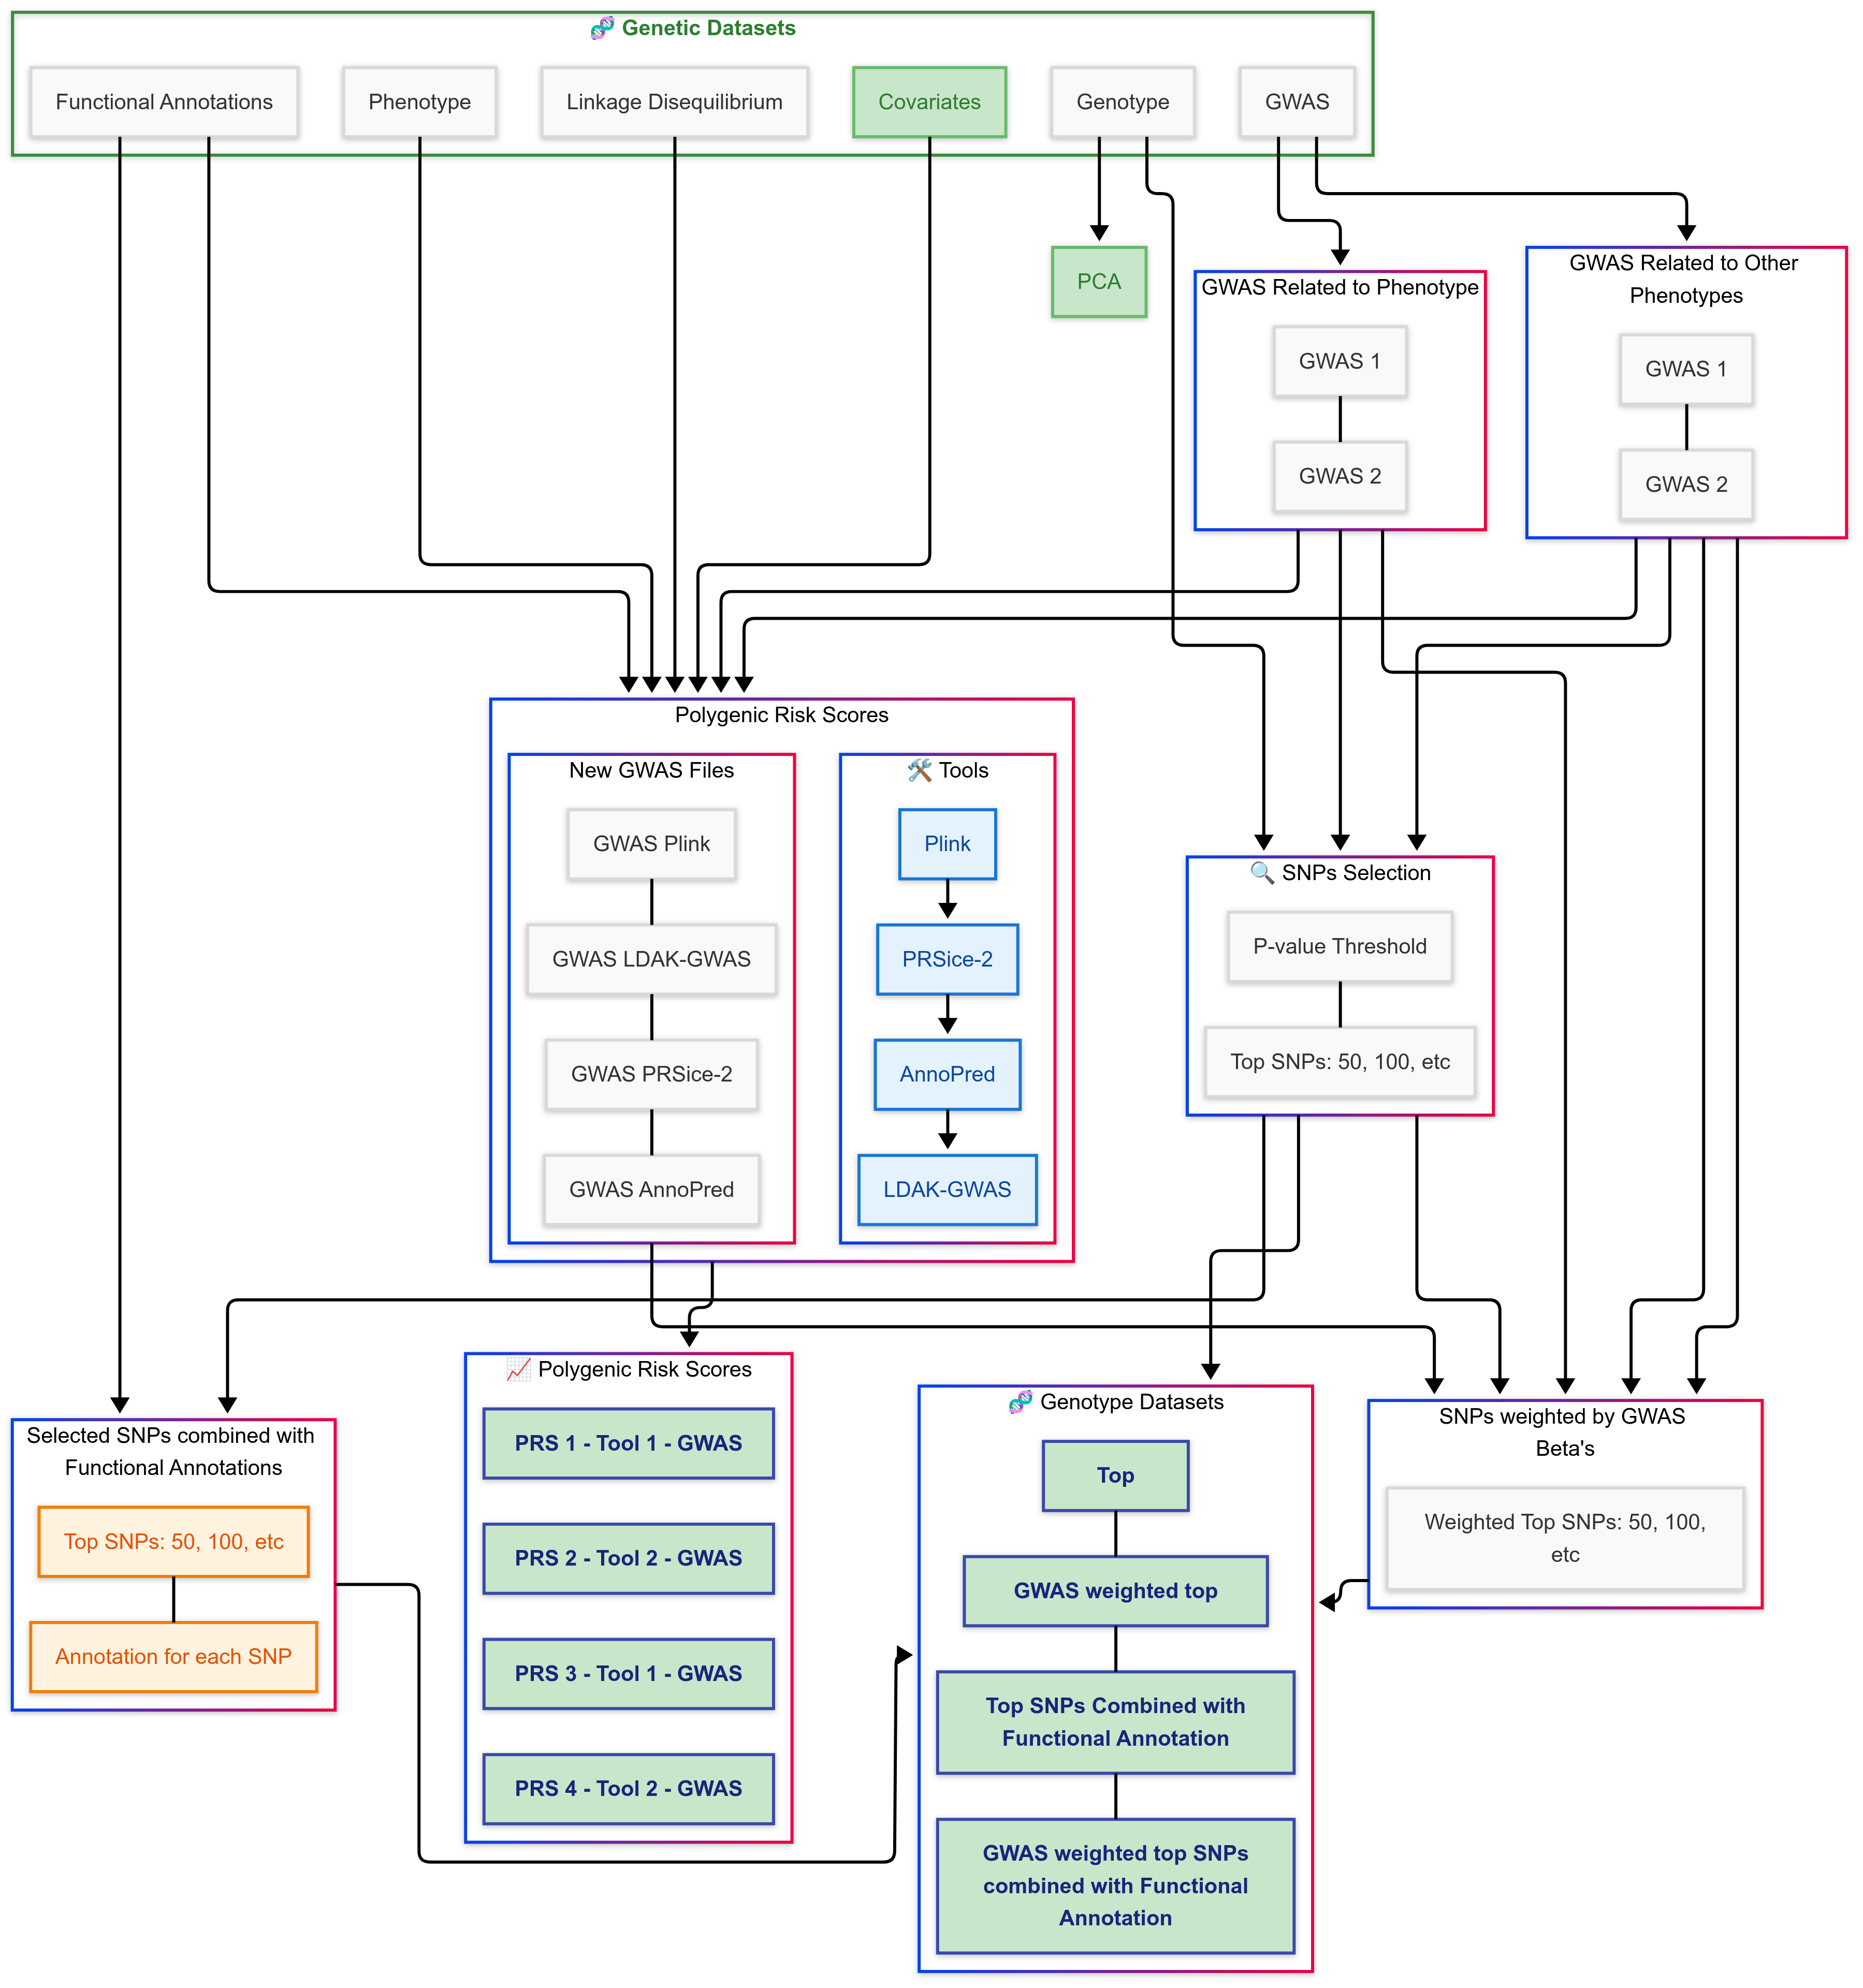 🧬 Genetic Datasets
Functional Annotations
Phenotype
Linkage Disequilibrium
Covariates
Genotype
GWAS
PCA
GWAS Related to Phenotype
GWAS 1
GWAS 2
GWAS Related to Other
Phenotypes
GWAS 1
GWAS 2
Polygenic Risk Scores
New GWAS Files
GWAS Plink
GWAS LDAK-GWAS
GWAS PRSice-2
GWAS AnnoPred
🛠️ Tools
Plink
PRSice-2
AnnoPred
LDAK-GWAS
🔍 SNPs Selection
P-value Threshold
Top SNPs: 50, 100, etc
Selected SNPs combined with
Functional Annotations
Top SNPs: 50, 100, etc
Annotation for each SNP
📈 Polygenic Risk Scores
PRS 1 - Tool 1 - GWAS
PRS 2 - Tool 2 - GWAS
PRS 3 - Tool 1 - GWAS
PRS 4 - Tool 2 - GWAS
🧬 Genotype Datasets
Top
GWAS weighted top
Top SNPs Combined with
Functional Annotation
GWAS weighted top SNPs
combined with Functional
Annotation
SNPs weighted by GWAS
Beta's
Weighted Top SNPs: 50, 100,
etc